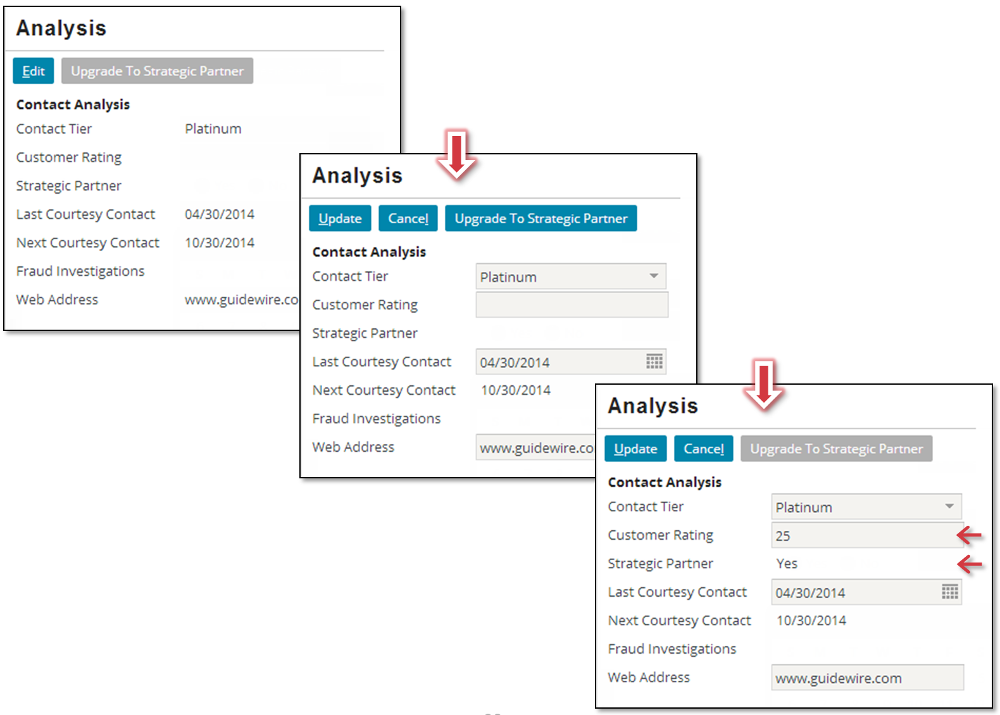 Analysis
Edit Upgrade To Strategic Partner
Contact Analysis
Contact Tier Platinum
Customer Rating
Strategic Partner
Last Courtesy Contact 04/30/2014
Next Courtesy Contact 10/30/2014
Fraud Investigations
Web Address www.guidewire.co
Analysis
Update Cancel Upgrade To Strategic Partner
Contact Analysis
Contact Tier Platinum
Customer Rating
Strategic Partner
Last Courtesy Contact 04/30/2014
Next Courtesy Contact 10/30/2014
Fraud Investigations
Web Address www.guidewire.co
Analysis
Update Cancel Upgrade To Strategic Partner
Contact Analysis
Contact Tier Platinum
Customer Rating 25
Strategic Partner Yes
Last Courtesy Contact 04/30/2014
Next Courtesy Contact 10/30/2014
Fraud Investigations
Web Address www.guidewire.com